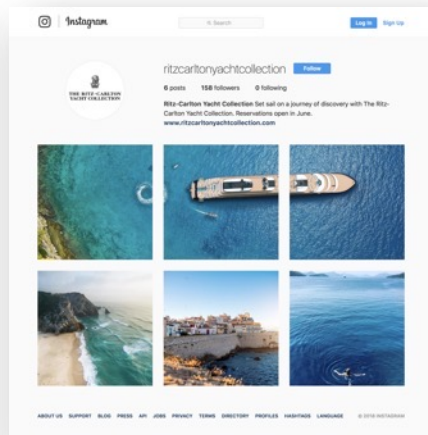 Instagram
Search
Log In
Sign Up
ritzcarltonyachtcollection
Follow
6 posts 158 followers 0 following
THE RITZ-CARLTON
YACHT COLLECTION
Ritz-Carlton Yacht Collection Set sail on a journey of discovery with The Ritz-
Carlton Yacht Collection. Reservations open in June.
www.ritzcarltonyachtcollection.com
ABOUT US SUPPORT BLOG PRESS API JOBS PRIVACY TERMS DIRECTORY PROFILES HASHTAGS LANGUAGE © 2018 INSTAGRAM